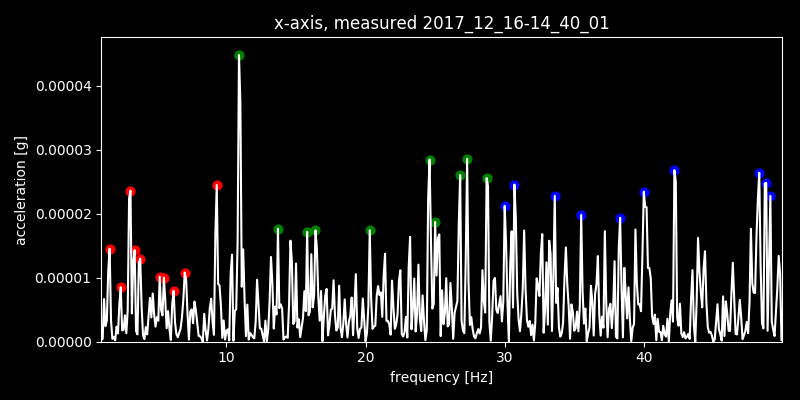 x-axis, measured 2017_12_16-14_40_01
0.00004
0.00003
0.00002
0.00001
0.00000
acceleration [g]
10 20 30 40
frequency [Hz]